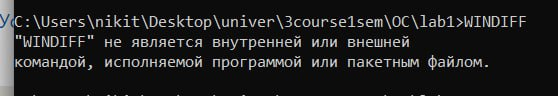 C:\Users\nikit\Desktop\univer\3course1sem\OC\lab1>WINDIFF
"WINDIFF" не является внутренней или внешней
командой, исполняемой программой или пакетным файлом.